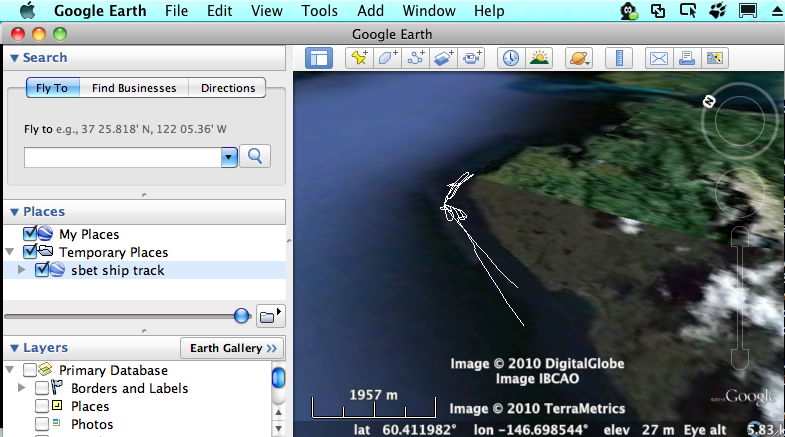 Google Earth File Edit View Tools Add Window Help
Google Earth
Search
Fly To Find Businesses Directions
Fly to e.g., 37 25.818' N, 122 05.36' W
Places
My Places
Temporary Places
sbet ship track
Layers
Earth Gallery >>
Primary Database
Borders and Labels
Places
Photos
N
Image © 2010 DigitalGlobe
Image IBCAO
1957 m
Image © 2010 TerraMetrics
©2010 Google
lat 60.411982° lon -146.698544° elev 27 m Eye alt 5.83 k